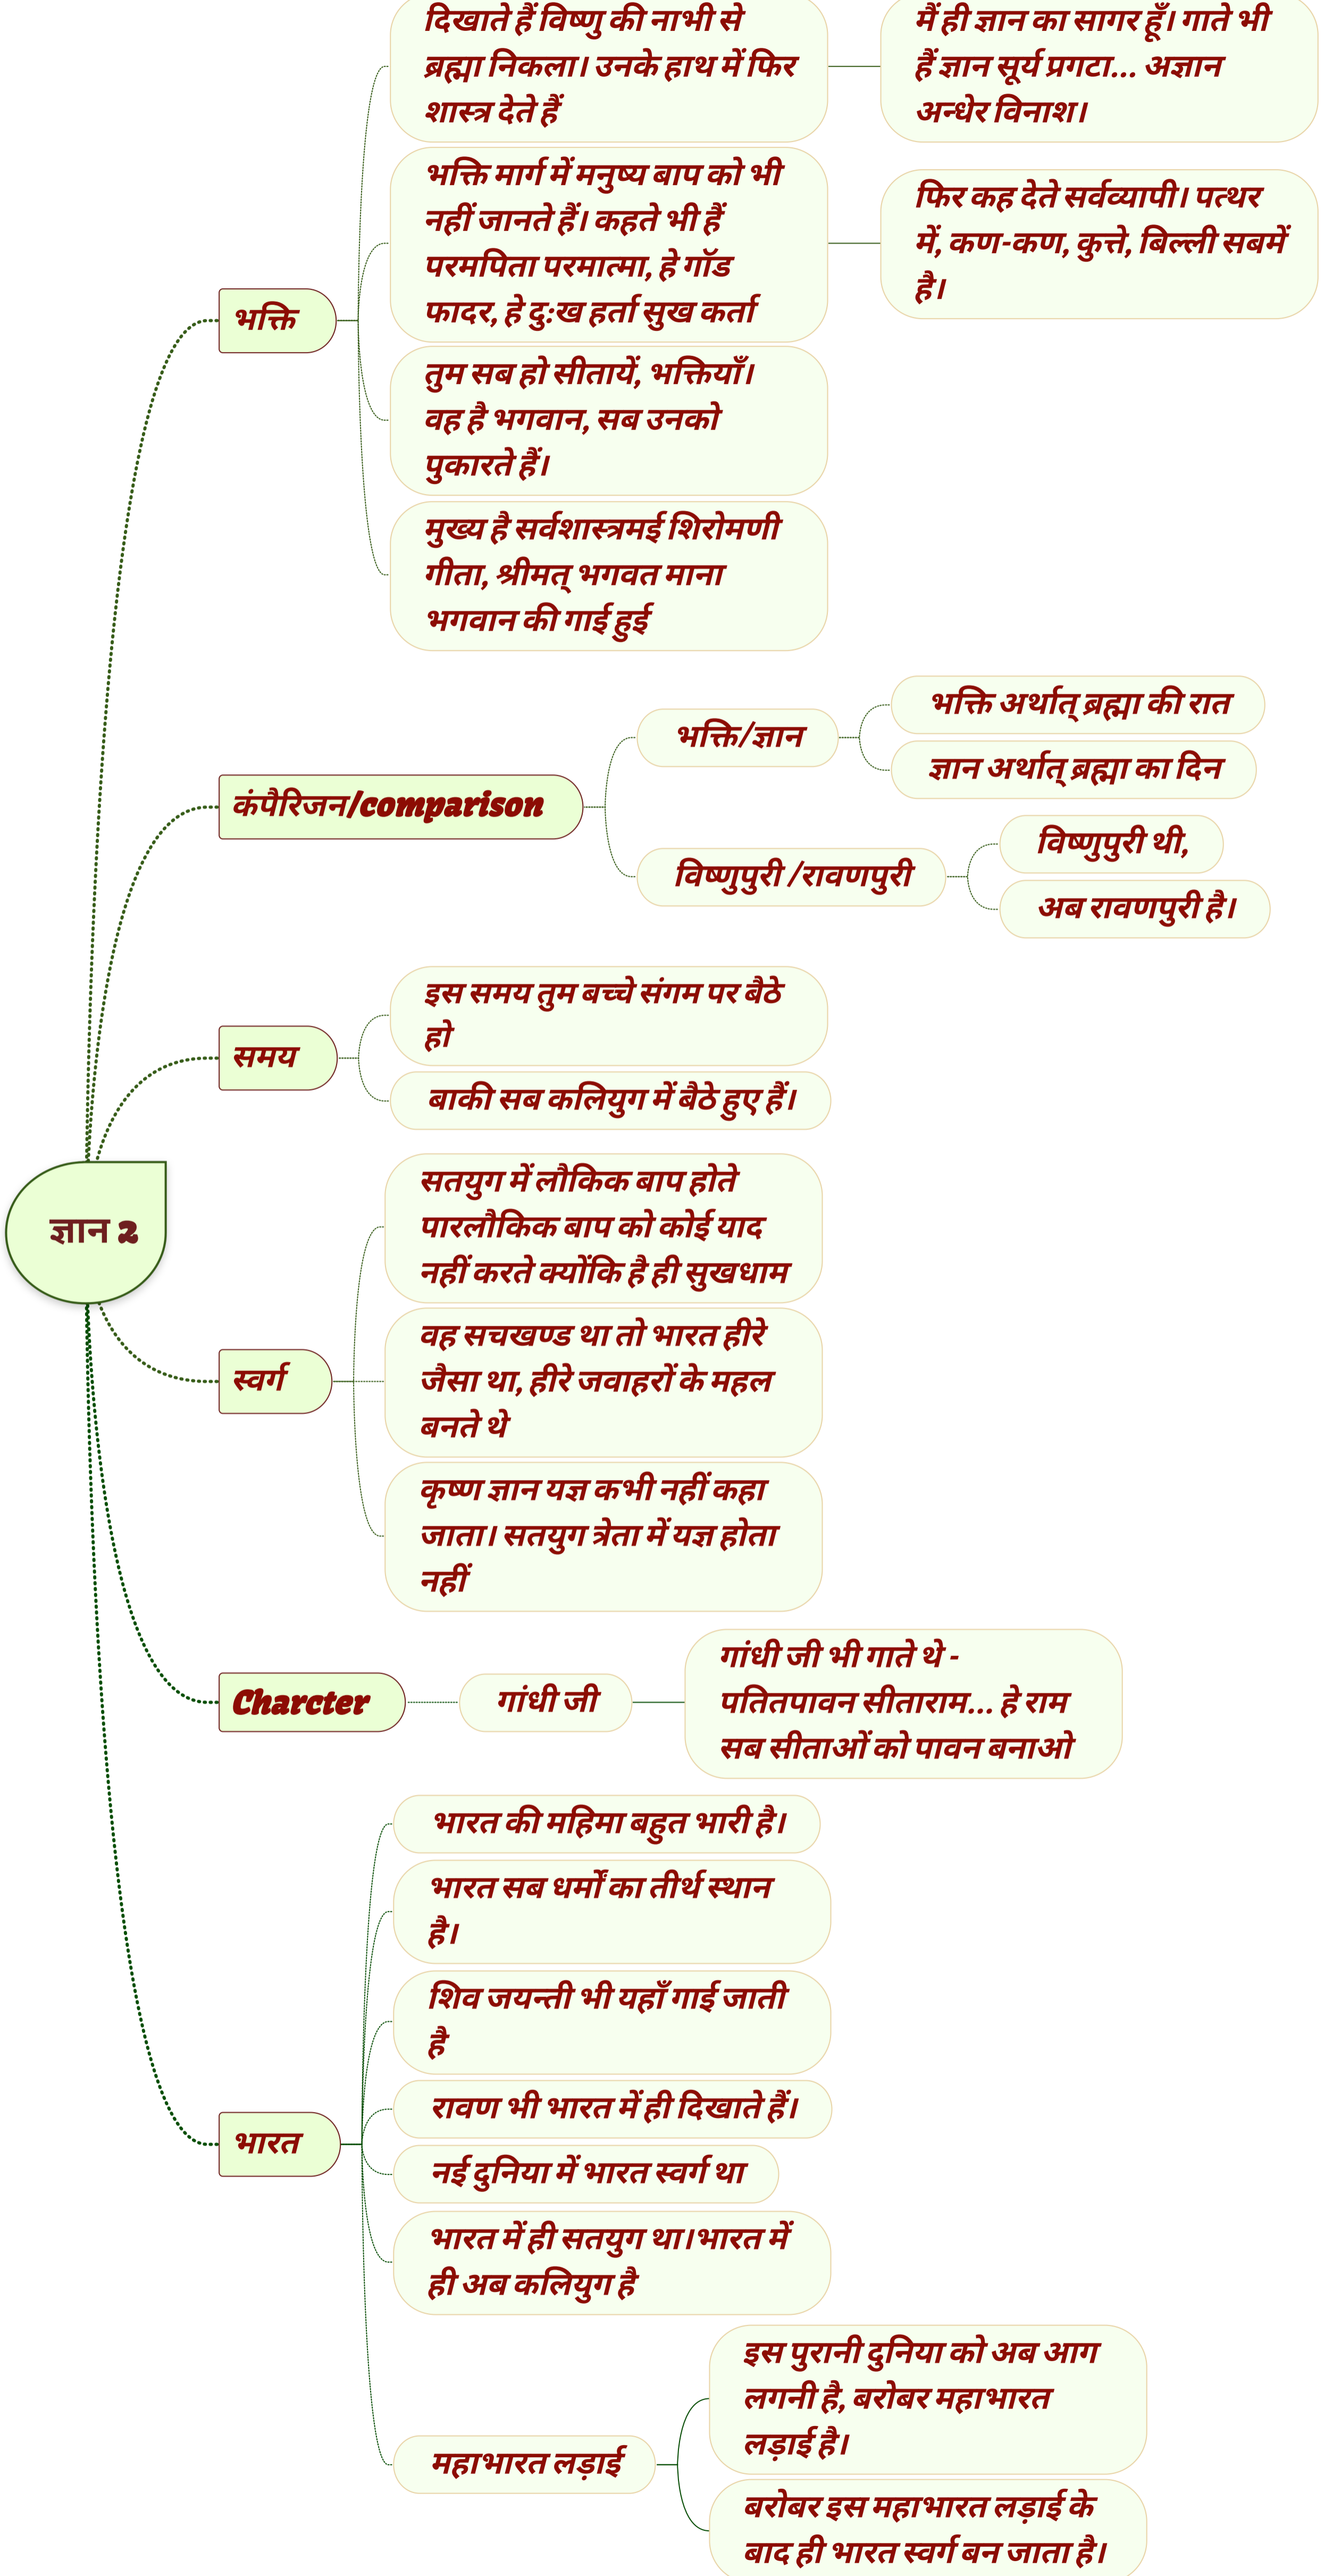 दिखाते हैं विष्णु की नाभी से
ब्रह्मा निकला। उनके हाथ में फिर
शास्त्र देते हैं
मैं ही ज्ञान का सागर हूँ। गाते भी
हैं ज्ञान सूर्य प्रगटा... अज्ञान
अन्धेर विनाश।
भक्ति मार्ग में मनुष्य बाप को भी
नहीं जानते हैं। कहते भी हैं
परमपिता परमात्मा, हे गॉड
फादर, हे दु:ख हर्ता सुख कर्ता
फिर कह देते सर्वव्यापी। पत्थर
में, कण-कण, कुत्ते, बिल्ली सबमें
है।
भक्ति
तुम सब हो सीतायें, भक्तियाँ।
वह है भगवान, सब उनको
पुकारते हैं।
मुख्य है सर्वशास्त्रमई शिरोमणी
गीता, श्रीमत् भगवत माना
भगवान की गाई हुई
कंपैरिजन/comparison
भक्ति/ज्ञान
भक्ति अर्थात् ब्रह्मा की रात
ज्ञान अर्थात् ब्रह्मा का दिन
विष्णुपुरी /रावणपुरी
विष्णुपुरी थी,
अब रावणपुरी है।
समय
इस समय तुम बच्चे संगम पर बैठे
हो
बाकी सब कलियुग में बैठे हुए हैं।
ज्ञान 2
स्वर्ग
सतयुग में लौकिक बाप होते
पारलौकिक बाप को कोई याद
नहीं करते क्योंकि है ही सुखधाम
वह सचखण्ड था तो भारत हीरे
जैसा था, हीरे जवाहरों के महल
बनते थे
कृष्ण ज्ञान यज्ञ कभी नहीं कहा
जाता। सतयुग त्रेता में यज्ञ होता
नहीं
Charcter
गांधी जी
गांधी जी भी गाते थे -
पतितपावन सीताराम... हे राम
सब सीताओं को पावन बनाओ
भारत
भारत की महिमा बहुत भारी है।
भारत सब धर्मों का तीर्थ स्थान
है।
शिव जयन्ती भी यहाँ गाई जाती
है
रावण भी भारत में ही दिखाते हैं।
नई दुनिया में भारत स्वर्ग था
भारत में ही सतयुग था।भारत में
ही अब कलियुग है
महाभारत लड़ाई
इस पुरानी दुनिया को अब आग
लगनी है, बरोबर महाभारत
लड़ाई है।
बरोबर इस महाभारत लड़ाई के
बाद ही भारत स्वर्ग बन जाता है।